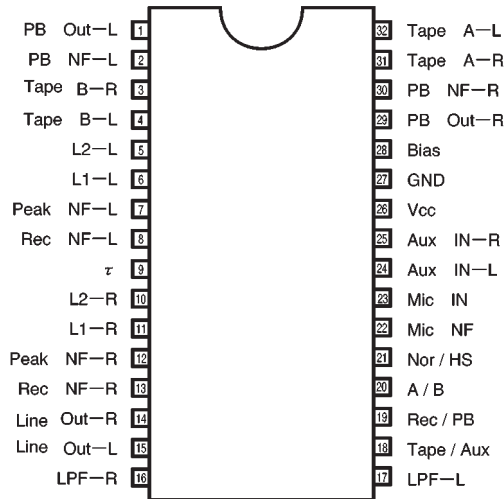 PB Out-L 1
PB NF-L 2
Tape B-R 3
Tape B-L 4
L2-L 5
L1-L 6
Peak NF-L 7
Rec NF-L 8
τ 9
L2-R 10
L1-R 11
Peak NF-R 12
Rec NF-R 13
Line Out-R 14
Line Out-L 15
LPF-R 16
32 Tape A-L
31 Tape A-R
30 PB NF-R
29 PB Out-R
28 Bias
27 GND
26 Vcc
25 Aux IN-R
24 Aux IN-L
23 Mic IN
22 Mic NF
21 Nor / HS
20 A / B
19 Rec / PB
18 Tape / Aux
17 LPF-L